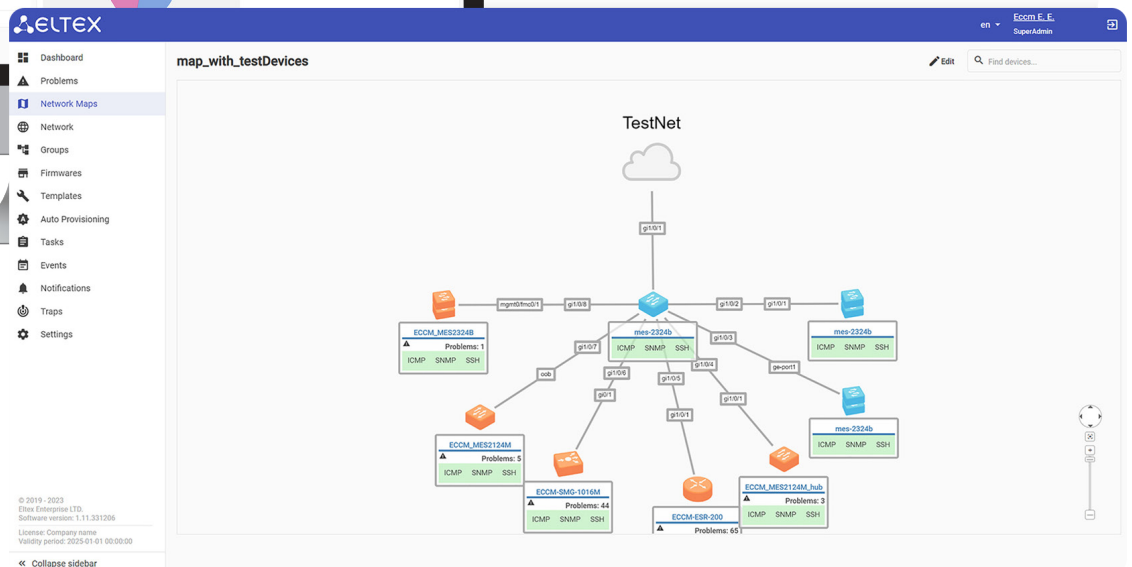 ELTEX
en
Eccm E. E.
SuperAdmin
Dashboard
Problems
Network Maps
Network
Groups
Firmwares
Templates
Auto Provisioning
Tasks
Events
Notifications
Traps
Settings
© 2019 - 2023
Eltex Enterprise LTD.
Software version: 1.11.331206
License: Company name
Validity period: 2025-01-01 00:00:00
« Collapse sidebar
map_with_testDevices
Edit
Find devices...
TestNet
gi1/0/1
mgmt0/fmc0/1
gi1/0/8
gi1/0/2
gi1/0/1
ECCM_MES2324B
Problems: 1
ICMP SNMP SSH
mes-2324b
ICMP SNMP SSH
mes-2324b
ICMP SNMP SSH
gi1/0/7
gi1/0/3
oob
gi1/0/6
gi1/0/5
gi1/0/4
ge-port1
gi0/1
gi1/0/1
gi1/0/1
mes-2324b
ICMP SNMP SSH
ECCM_MES2124M
Problems: 5
ICMP SNMP SSH
ECCM-SMG-1016M
Problems: 44
ICMP SNMP SSH
ECCM-ESR-200
Problems: 65
ECCM_MES2124M_hub
Problems: 3
ICMP SNMP SSH